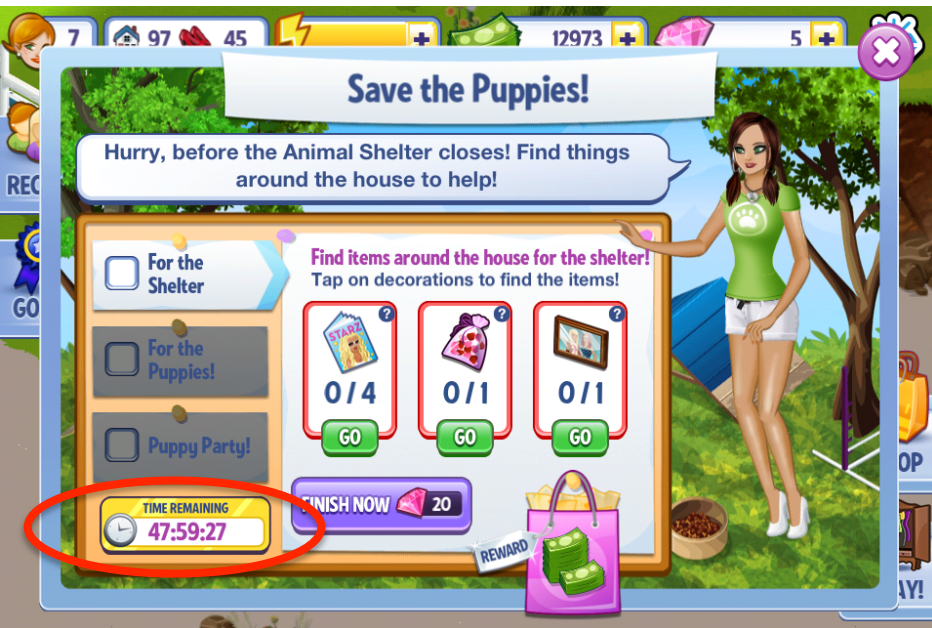 7
97
45
12973
5
Save the Puppies!
Hurry, before the Animal Shelter closes! Find things
around the house to help!
REC
GO
For the
Shelter
For the
Puppies!
Puppy Party!
TIME REMAINING
47:59:27
Find items around the house for the shelter!
Tap on decorations to find the items!
?
?
?
STARZ
0/4
0/1
0/1
GO
GO
GO
FINISH NOW 20
REWARD
OP
AY!